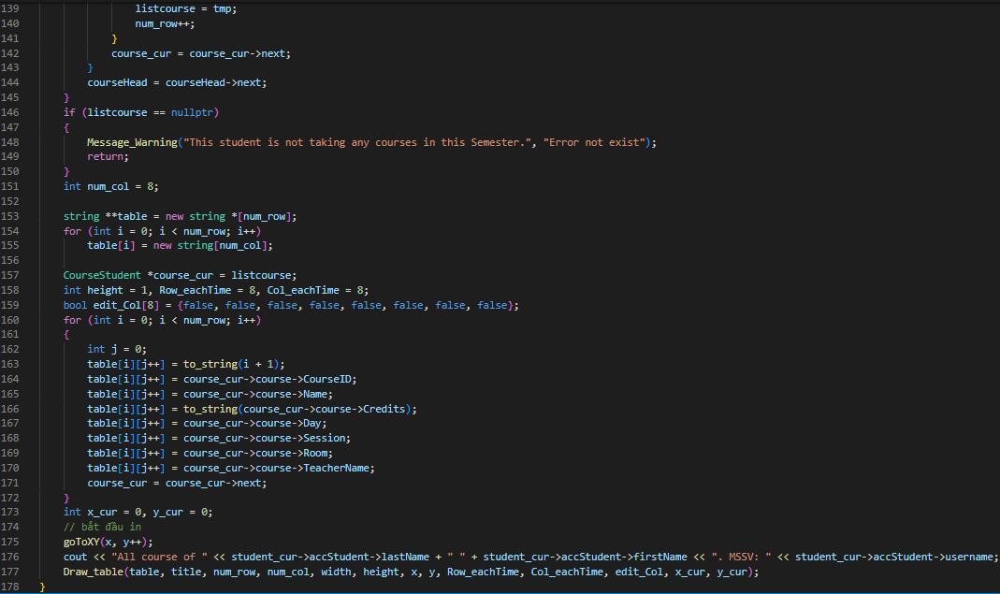 139 listcourse = tmp;
140 num_row++;
141 }
142 course_cur = course_cur->next;
143 }
144 courseHead = courseHead->next;
145 }
146 if (listcourse == nullptr)
147 {
148 Message_Warning("This student is not taking any courses in this Semester.", "Error not exist");
149 return;
150 }
151 int num_col = 8;
152
153 string **table = new string *[num_row];
154 for (int i = 0; i < num_row; i++)
155 table[i] = new string[num_col];
156
157 CourseStudent *course_cur = listcourse;
158 int height = 1, Row_eachTime = 8, Col_eachTime = 8;
159 bool edit_Col[8] = {false, false, false, false, false, false, false, false};
160 for (int i = 0; i < num_row; i++)
161 {
162 int j = 0;
163 table[i][j++] = to_string(i + 1);
164 table[i][j++] = course_cur->course->CourseID;
165 table[i][j++] = course_cur->course->Name;
166 table[i][j++] = to_string(course_cur->course->Credits);
167 table[i][j++] = course_cur->course->Day;
168 table[i][j++] = course_cur->course->Session;
169 table[i][j++] = course_cur->course->Room;
170 table[i][j++] = course_cur->course->TeacherName;
171 course_cur = course_cur->next;
172 }
173 int x_cur = 0, y_cur = 0;
174 // bắt đầu in
175 goToXY(x, y++);
176 cout << "All course of " << student_cur->accStudent->lastName + " " + student_cur->accStudent->firstName << ". MSSV: " << student_cur->accStudent->username;
177 Draw_table(table, title, num_row, num_col, width, height, x, y, Row_eachTime, Col_eachTime, edit_Col, x_cur, y_cur);
178 }